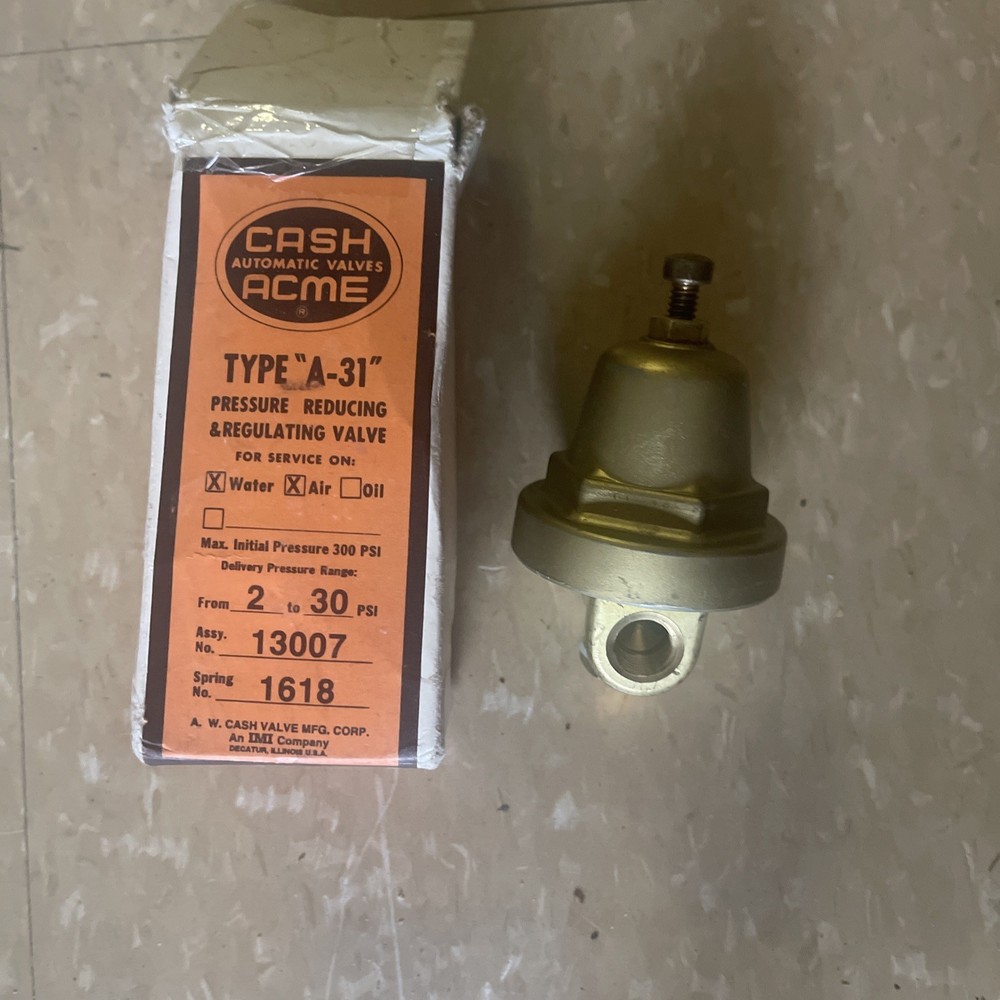 CASH
AUTOMATIC VALVES
ACME
®
TYPE "A-31"
PRESSURE REDUCING
&REGULATING VALVE
FOR SERVICE ON:
X Water X Air Oil
Max. Initial Pressure 300 PSI
Delivery Pressure Range:
From 2 to 30 PSI
Assy. No. 13007
Spring No. 1618
A. W. CASH VALVE MFG. CORP.
An IMI Company
DECATUR, ILLINOIS U.S.A.